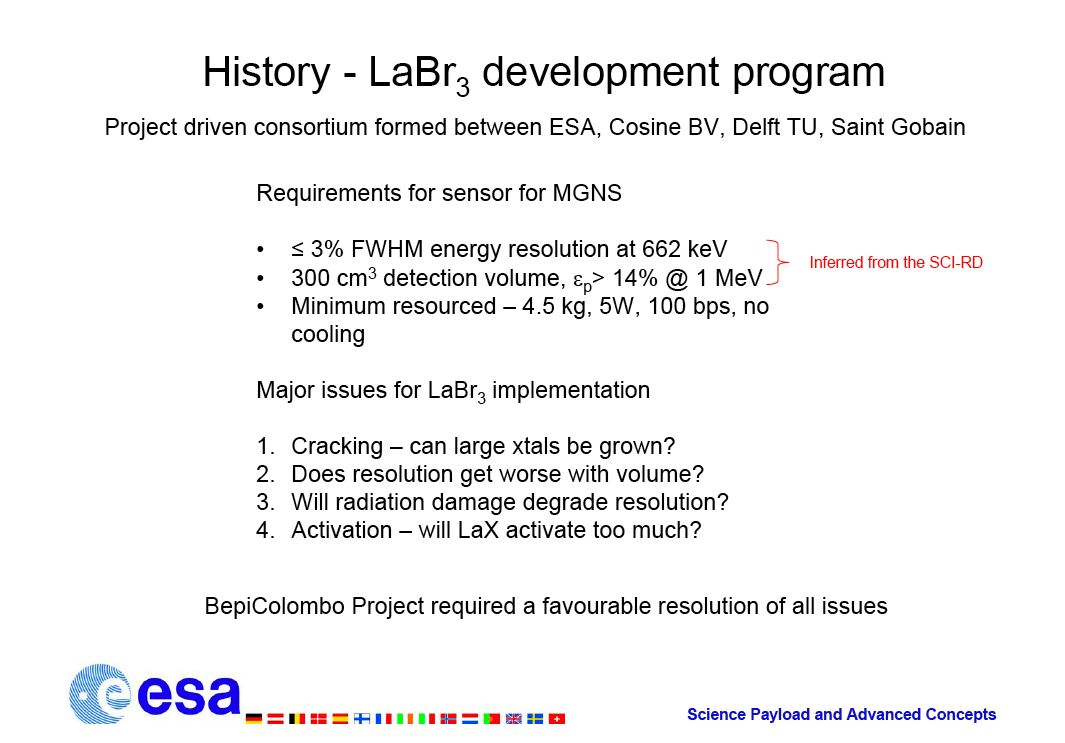 History - LaBr₃ development program
Project driven consortium formed between ESA, Cosine BV, Delft TU, Saint Gobain
Requirements for sensor for MGNS
• ≤ 3% FWHM energy resolution at 662 keV
• 300 cm³ detection volume, εₚ> 14% @ 1 MeV
Inferred from the SCI-RD
• Minimum resourced – 4.5 kg, 5W, 100 bps, no
cooling
Major issues for LaBr₃ implementation
1. Cracking – can large xtals be grown?
2. Does resolution get worse with volume?
3. Will radiation damage degrade resolution?
4. Activation – will LaX activate too much?
BepiColombo Project required a favourable resolution of all issues
esa
Science Payload and Advanced Concepts